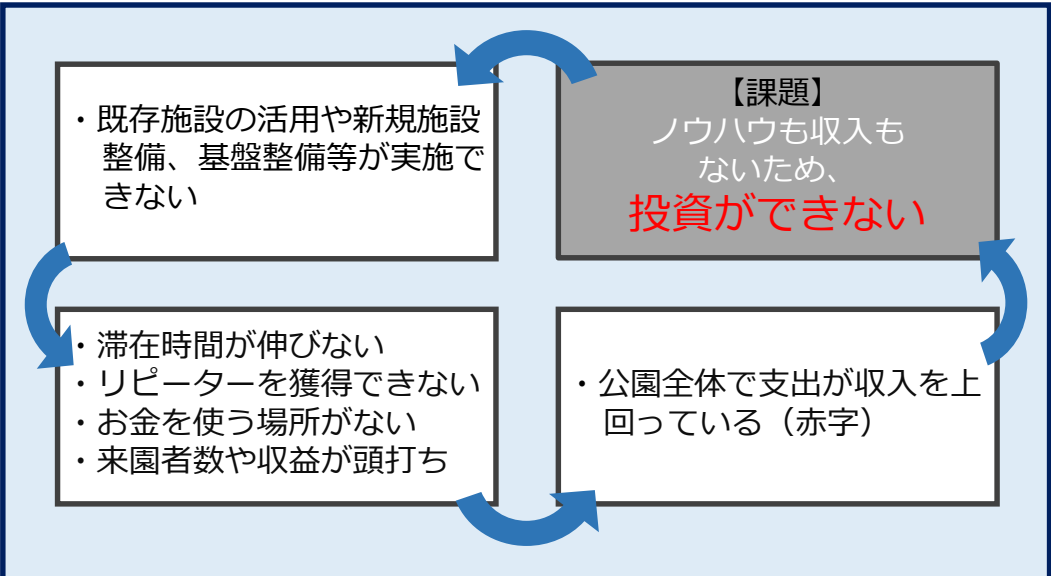 ・既存施設の活用や新規施設
整備、基盤整備等が実施で
きない
【課題】
ノウハウも収入も
ないため、
投資ができない
・滞在時間が伸びない
・リピーターを獲得できない
・お金を使う場所がない
・来園者数や収益が頭打ち
・公園全体で支出が収入を上
回っている（赤字）